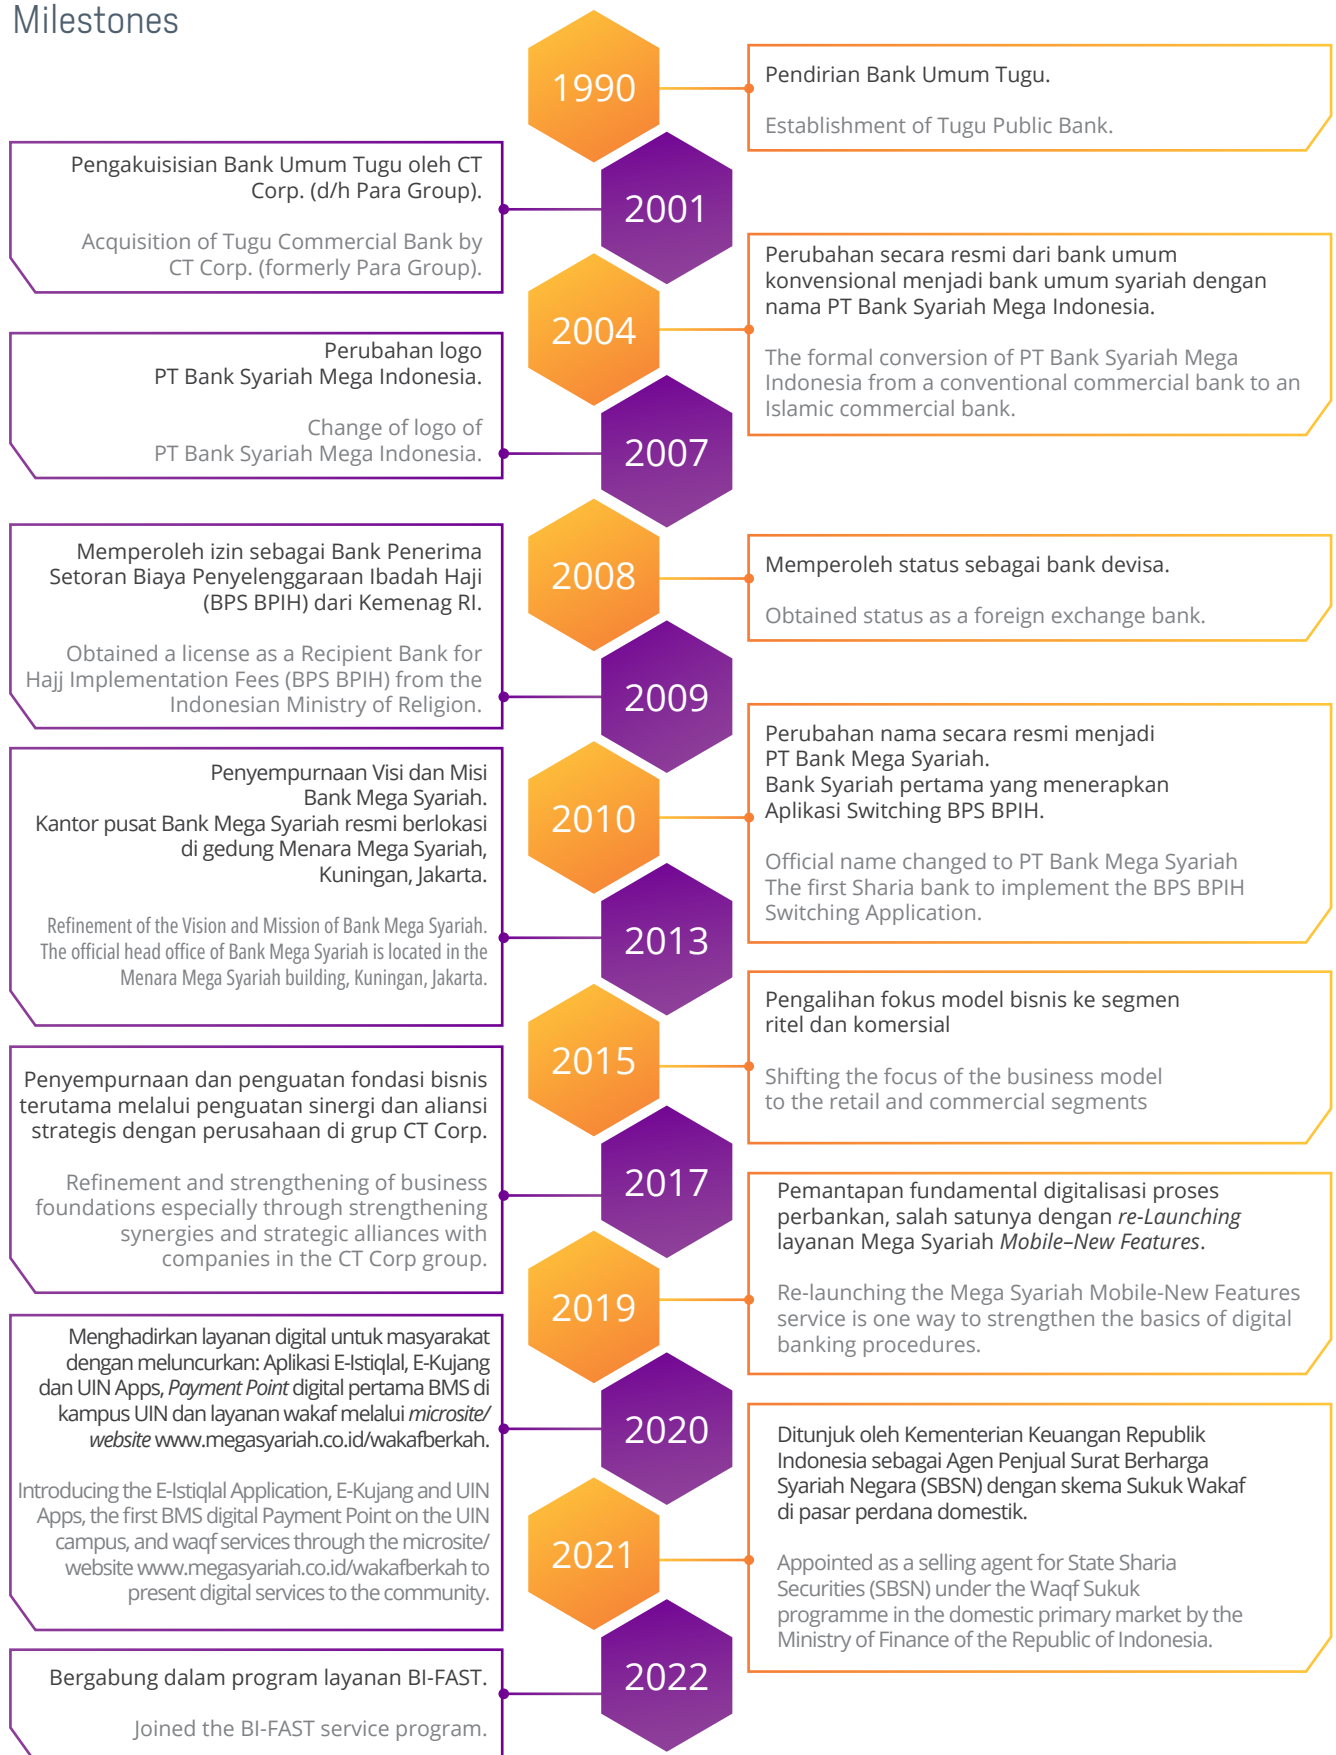 Milestones
1990
Pendirian Bank Umum Tugu.
Establishment of Tugu Public Bank.
2001
Pengakuisisian Bank Umum Tugu oleh CT
Corp. (d/h Para Group).
Acquisition of Tugu Commercial Bank by
CT Corp. (formerly Para Group).
2004
Perubahan secara resmi dari bank umum
konvensional menjadi bank umum syariah dengan
nama PT Bank Syariah Mega Indonesia.
The formal conversion of PT Bank Syariah Mega
Indonesia from a conventional commercial bank to an
Islamic commercial bank.
2007
Perubahan logo
PT Bank Syariah Mega Indonesia.
Change of logo of
PT Bank Syariah Mega Indonesia.
2008
Memperoleh status sebagai bank devisa.
Obtained status as a foreign exchange bank.
2009
Memperoleh izin sebagai Bank Penerima
Setoran Biaya Penyelenggaraan Ibadah Haji
(BPS BPIH) dari Kemenag RI.
Obtained a license as a Recipient Bank for
Hajj Implementation Fees (BPS BPIH) from the
Indonesian Ministry of Religion.
2010
Perubahan nama secara resmi menjadi
PT Bank Mega Syariah.
Bank Syariah pertama yang menerapkan
Aplikasi Switching BPS BPIH.
Official name changed to PT Bank Mega Syariah
The first Sharia bank to implement the BPS BPIH
Switching Application.
2013
Penyempurnaan Visi dan Misi
Bank Mega Syariah.
Kantor pusat Bank Mega Syariah resmi berlokasi
di gedung Menara Mega Syariah,
Kuningan, Jakarta.
Refinement of the Vision and Mission of Bank Mega Syariah.
The official head office of Bank Mega Syariah is located in the
Menara Mega Syariah building, Kuningan, Jakarta.
2015
Pengalihan fokus model bisnis ke segmen
ritel dan komersial
Shifting the focus of the business model
to the retail and commercial segments
2017
Penyempurnaan dan penguatan fondasi bisnis
terutama melalui penguatan sinergi dan aliansi
strategis dengan perusahaan di grup CT Corp.
Refinement and strengthening of business
foundations especially through strengthening
synergies and strategic alliances with
companies in the CT Corp group.
2019
Pemantapan fundamental digitalisasi proses
perbankan, salah satunya dengan re-Launching
layanan Mega Syariah Mobile–New Features.
Re-launching the Mega Syariah Mobile-New Features
service is one way to strengthen the basics of digital
banking procedures.
2020
Menghadirkan layanan digital untuk masyarakat
dengan meluncurkan: Aplikasi E-Istiqlal, E-Kujang
dan UIN Apps, Payment Point digital pertama BMS di
kampus UIN dan layanan wakaf melalui microsite/
website www.megasyariah.co.id/wakafberkah.
Introducing the E-Istiqlal Application, E-Kujang and UIN
Apps, the first BMS digital Payment Point on the UIN
campus, and waqf services through the microsite/
website www.megasyariah.co.id/wakafberkah to
present digital services to the community.
2021
Ditunjuk oleh Kementerian Keuangan Republik
Indonesia sebagai Agen Penjual Surat Berharga
Syariah Negara (SBSN) dengan skema Sukuk Wakaf
di pasar perdana domestik.
Appointed as a selling agent for State Sharia
Securities (SBSN) under the Waqf Sukuk
programme in the domestic primary market by the
Ministry of Finance of the Republic of Indonesia.
2022
Bergabung dalam program layanan BI-FAST.
Joined the BI-FAST service program.